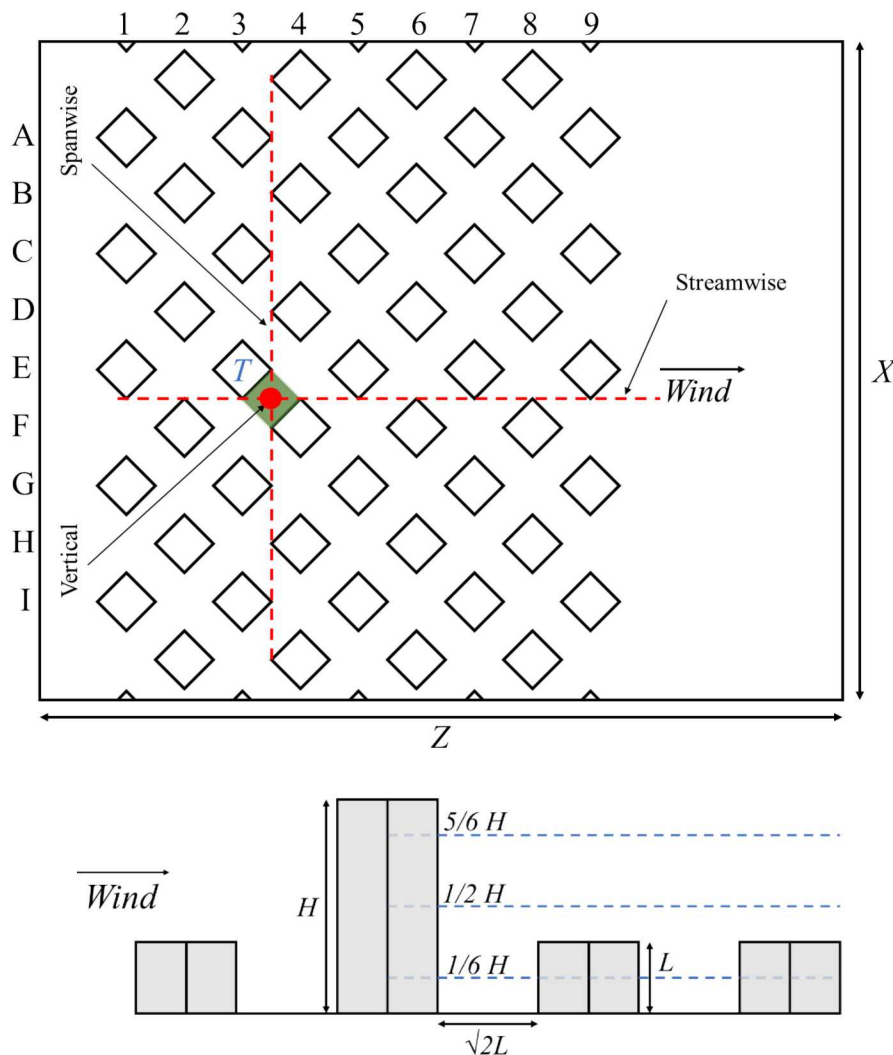 1 2 3 4 5 6 7 8 9
Spanwise
A
B
C
D
Streamwise
E
T
X
Wind
F
G
Vertical
H
I
Z
5/6 H
Wind
H
1/2 H
1/6 H
L
√2L